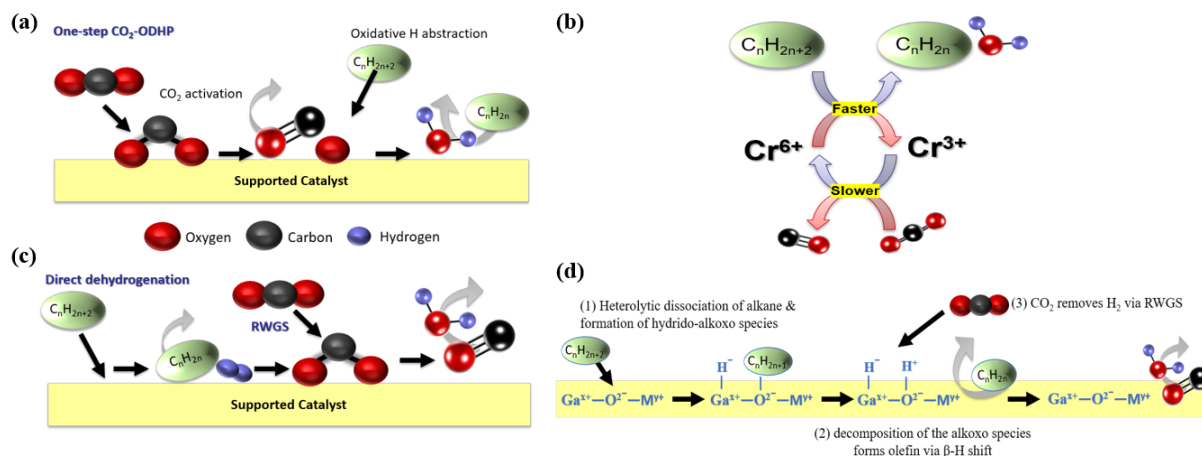 (a)
One-step CO₂-ODHP
Oxidative H abstraction
CₙH₂ₙ₊₂
CO₂ activation
CₙH₂ₙ
Supported Catalyst
Oxygen
Carbon
Hydrogen
(b)
CₙH₂ₙ₊₂
CₙH₂ₙ
Faster
Cr⁶⁺
Cr³⁺
Slower
(c)
Direct dehydrogenation
CₙH₂ₙ₊₂
RWGS
CₙH₂ₙ
Supported Catalyst
(d)
(1) Heterolytic dissociation of alkane &
formation of hydrido-alkoxo species
(3) CO₂ removes H₂ via RWGS
CₙH₂ₙ₊₂
H⁻
CₙH₂ₙ₊₁
H⁻
H⁺
CₙH₂ₙ
Gaˣ⁺–O²⁻–Mʸ⁺
Gaˣ⁺–O²⁻–Mʸ⁺
Gaˣ⁺–O²⁻–Mʸ⁺
Gaˣ⁺–O²⁻–Mʸ⁺
(2) decomposition of the alkoxo species
forms olefin via β-H shift